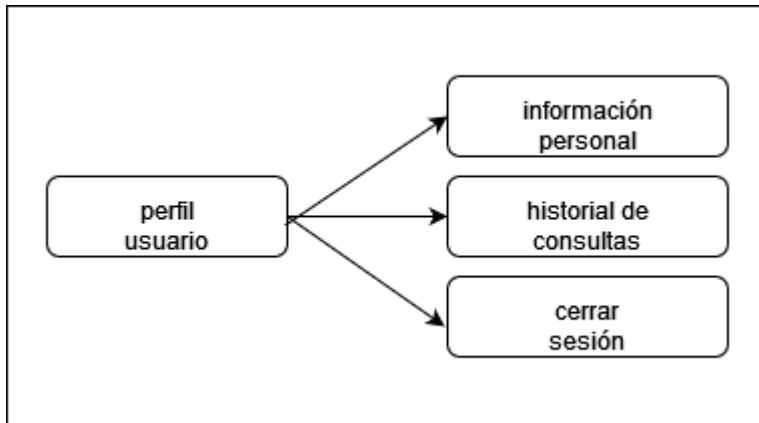 perfil
usuario
información
personal
historial de
consultas
cerrar
sesión